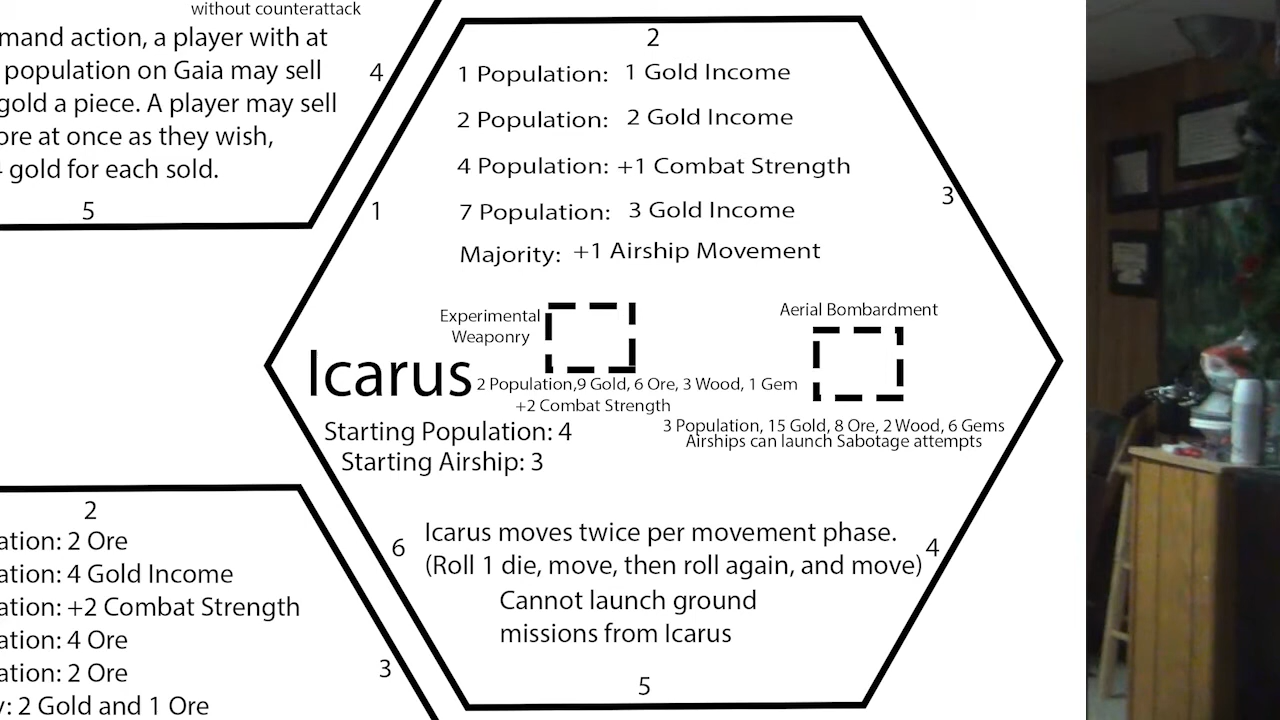 without counterattack
mand action, a player with at
population on Gaia may sell
gold a piece. A player may sell
ore at once as they wish,
gold for each sold.
4
5
2
1 Population: 1 Gold Income
2 Population: 2 Gold Income
4 Population: +1 Combat Strength
7 Population: 3 Gold Income
Majority: +1 Airship Movement
1
3
Experimental
Weaponry
Aerial Bombardment
Icarus
2 Population,9 Gold, 6 Ore, 3 Wood, 1 Gem
+2 Combat Strength
3 Population, 15 Gold, 8 Ore, 2 Wood, 6 Gems
Airships can launch Sabotage attempts
Starting Population: 4
Starting Airship: 3
6
4
Icarus moves twice per movement phase.
(Roll 1 die, move, then roll again, and move)
Cannot launch ground
missions from Icarus
5
2
ation: 2 Ore
ation: 4 Gold Income
ation: +2 Combat Strength
ation: 4 Ore
ation: 2 Ore
y: 2 Gold and 1 Ore
3